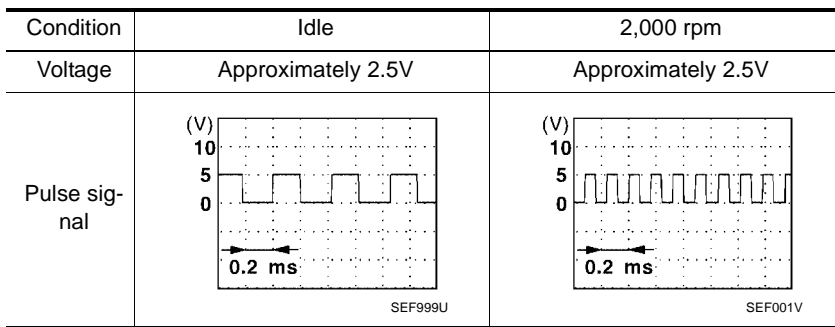 Condition Idle 2,000 rpm
Voltage Approximately 2.5V Approximately 2.5V
Pulse sig-
nal
(V)
10
5
0
0.2 ms
SEF999U
(V)
10
5
0
0.2 ms
SEF001V